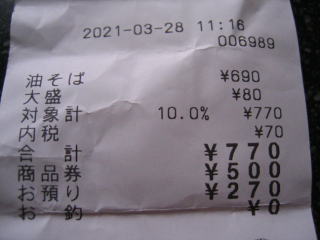 2021-03-28 11:16
006989
油そば ¥690
大盛 ¥80
対象計 10.0% ¥770
内税 ¥70
合計 ¥770
商品券 ¥500
お預り ¥270
お釣 ¥0